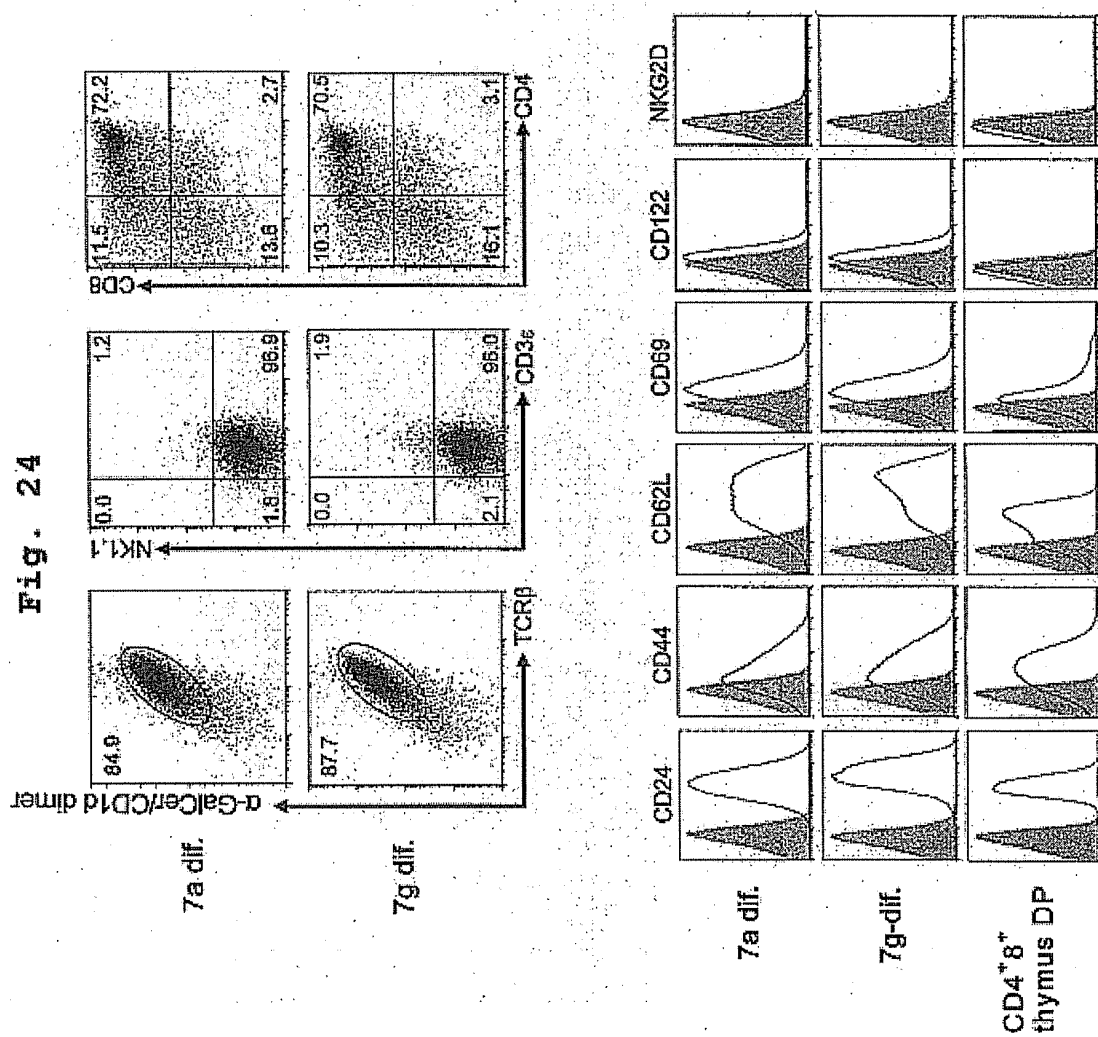 Fig. 24
α-GalCer/CD1d dimer
TCRβ
7a dif.
84.9
7g dif.
87.7
NK1.1
CD3ε
0.0
1.2
1.8
96.9
0.0
1.9
2.1
96.0
CD8
CD4
11.5
72.2
13.6
2.7
10.3
70.5
16.1
3.1
CD24
CD44
CD62L
CD69
CD122
NKG2D
7a dif.
7g-dif.
CD4⁺8⁺
thymus DP